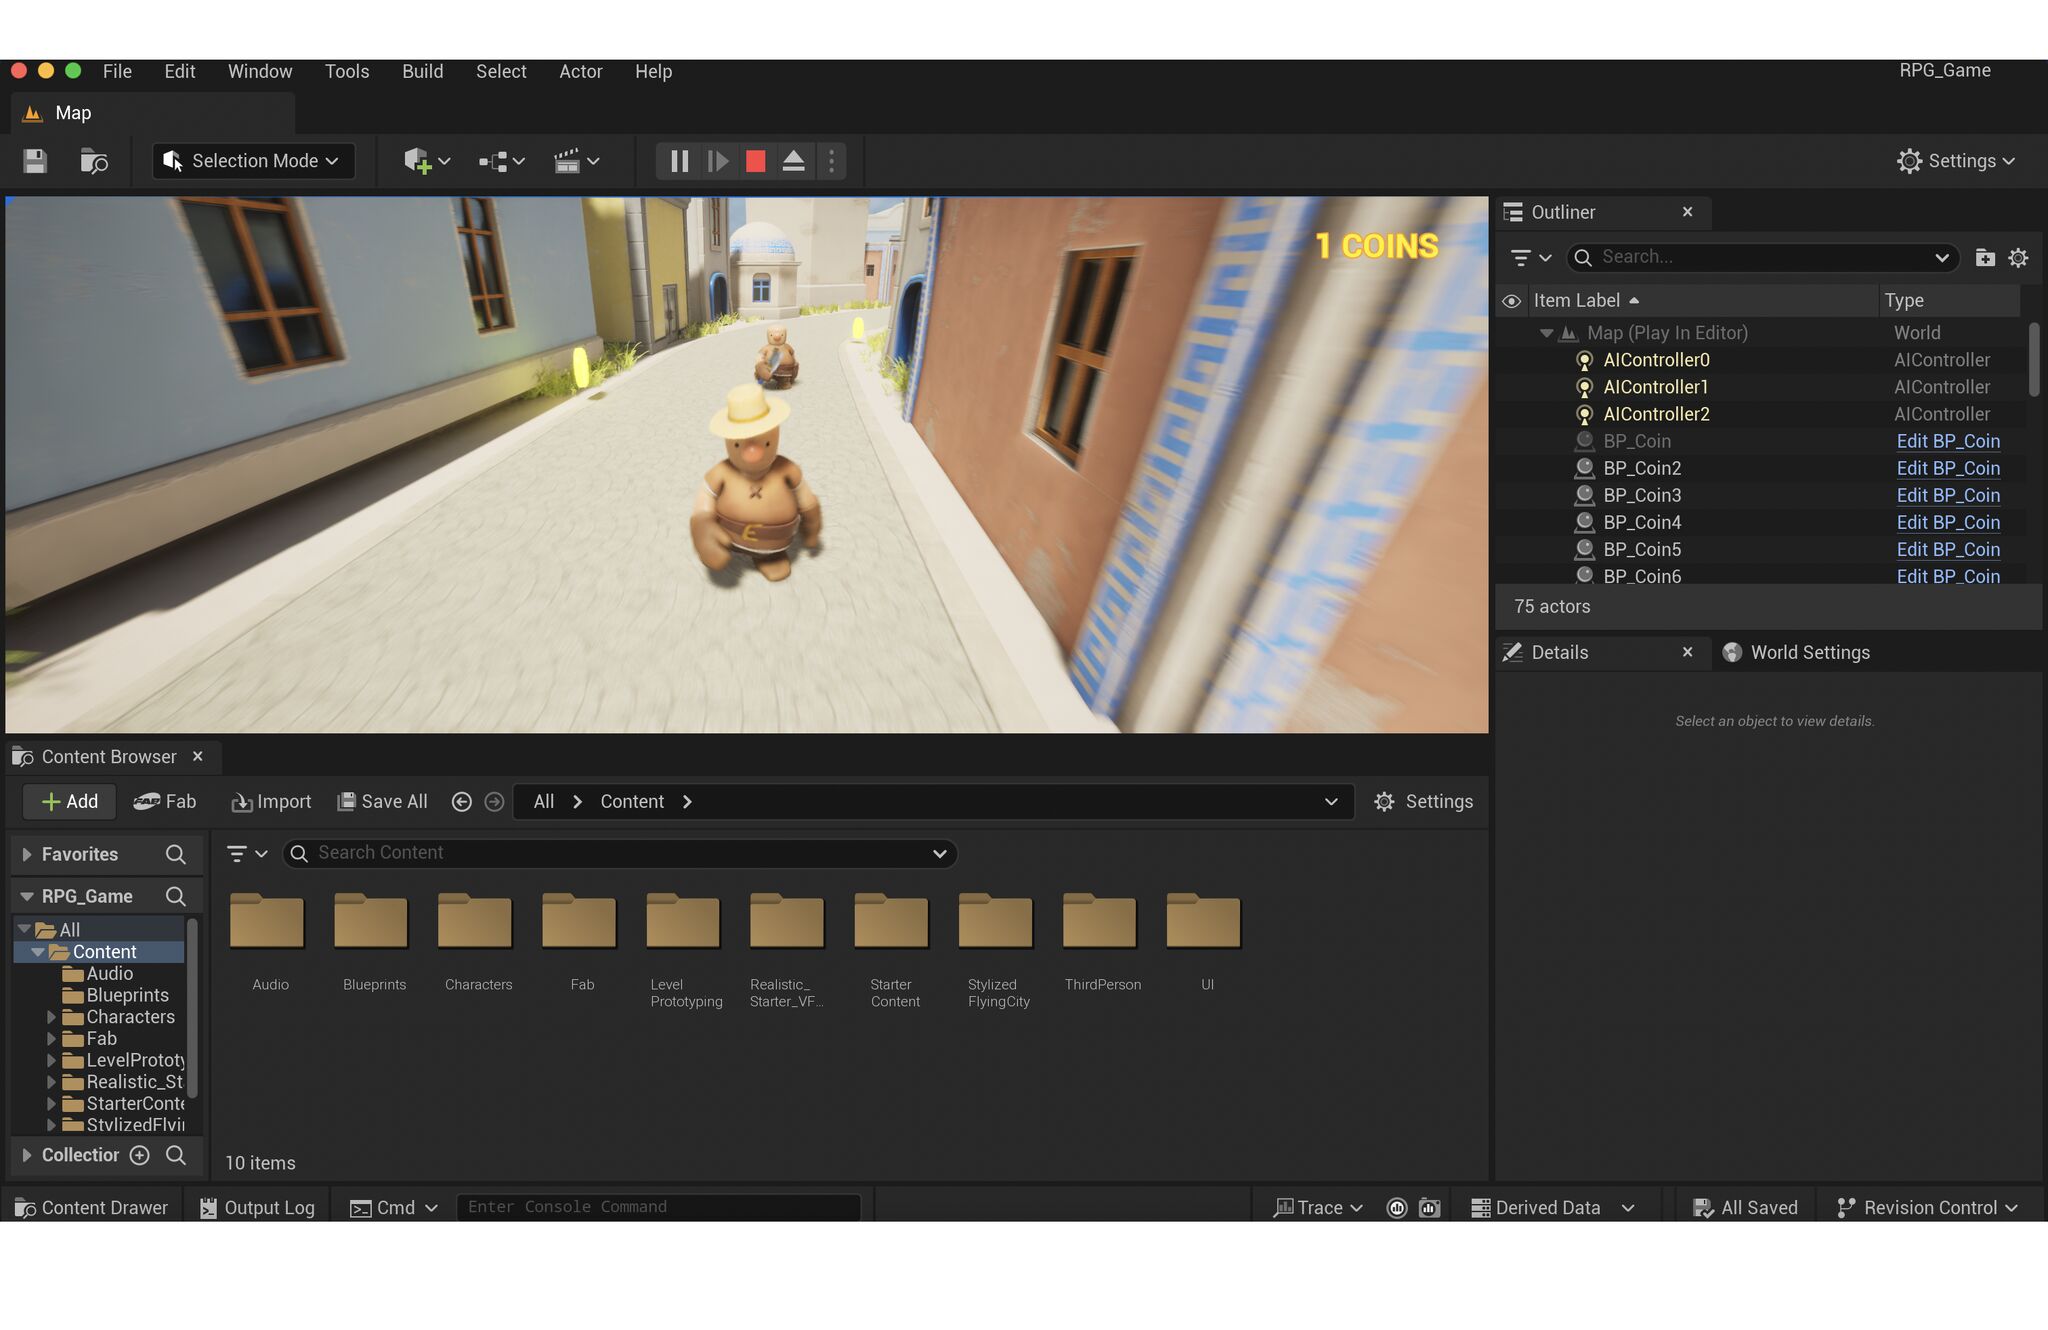 File Edit Window Tools Build Select Actor Help RPG_Game
Map
Selection Mode Settings
1 COINS
Outliner
Search...
Item Label Type
Map (Play In Editor) World
AIController0 AIController
AIController1 AIController
AIController2 AIController
BP_Coin Edit BP_Coin
BP_Coin2 Edit BP_Coin
BP_Coin3 Edit BP_Coin
BP_Coin4 Edit BP_Coin
BP_Coin5 Edit BP_Coin
BP_Coin6 Edit BP_Coin
75 actors
Details World Settings
Select an object to view details.
Content Browser
Add Fab Import Save All All Content Settings
Favorites
Search Content
RPG_Game
All
Content
Audio
Blueprints
Characters
Fab
LevelPrototy
Realistic_St
StarterConte
StylizedFlyi
Collection
Audio Blueprints Characters Fab Level Prototyping Realistic_ Starter_VF... Starter Content Stylized FlyingCity ThirdPerson UI
10 items
Content Drawer Output Log Cmd Enter Console Command Trace Derived Data All Saved Revision Control